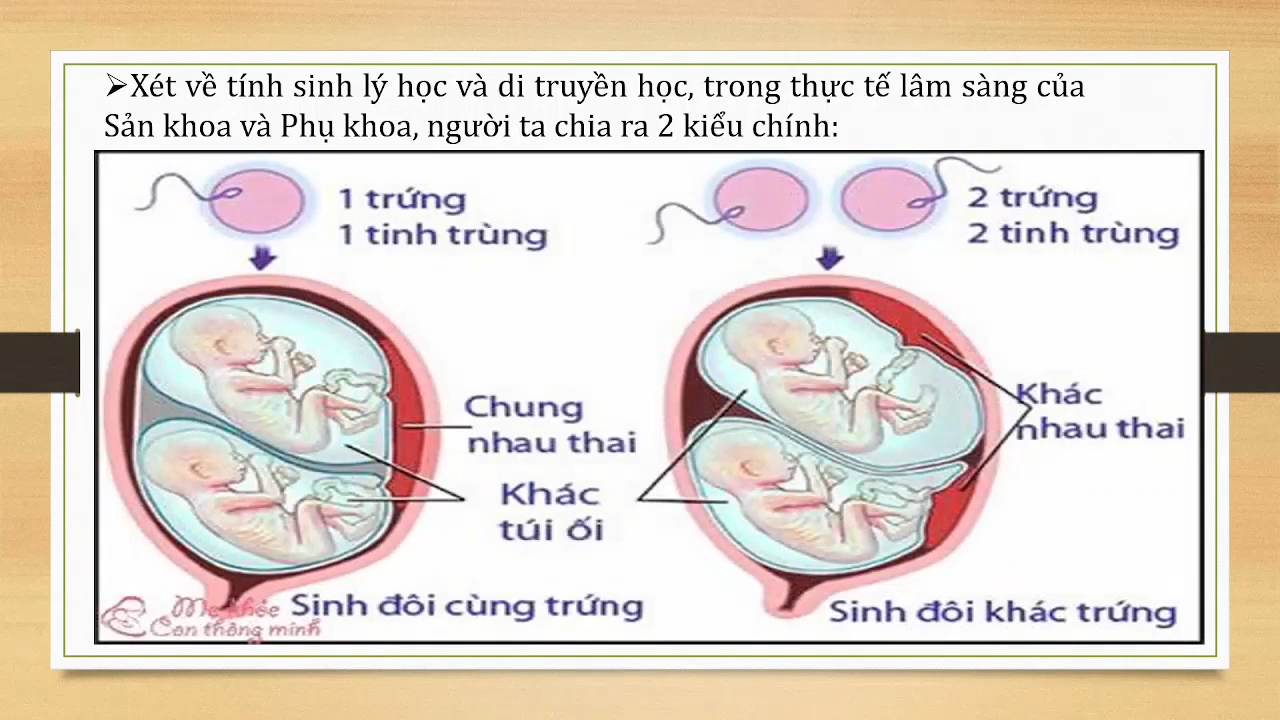 ➢Xét về tính sinh lý học và di truyền học, trong thực tế lâm sàng của
Sản khoa và Phụ khoa, người ta chia ra 2 kiểu chính:
1 trứng
1 tinh trùng
2 trứng
2 tinh trùng
Chung
nhau thai
Khác
túi ối
Khác
nhau thai
Mẹ khỏe
Con thông minh
Sinh đôi cùng trứng
Sinh đôi khác trứng